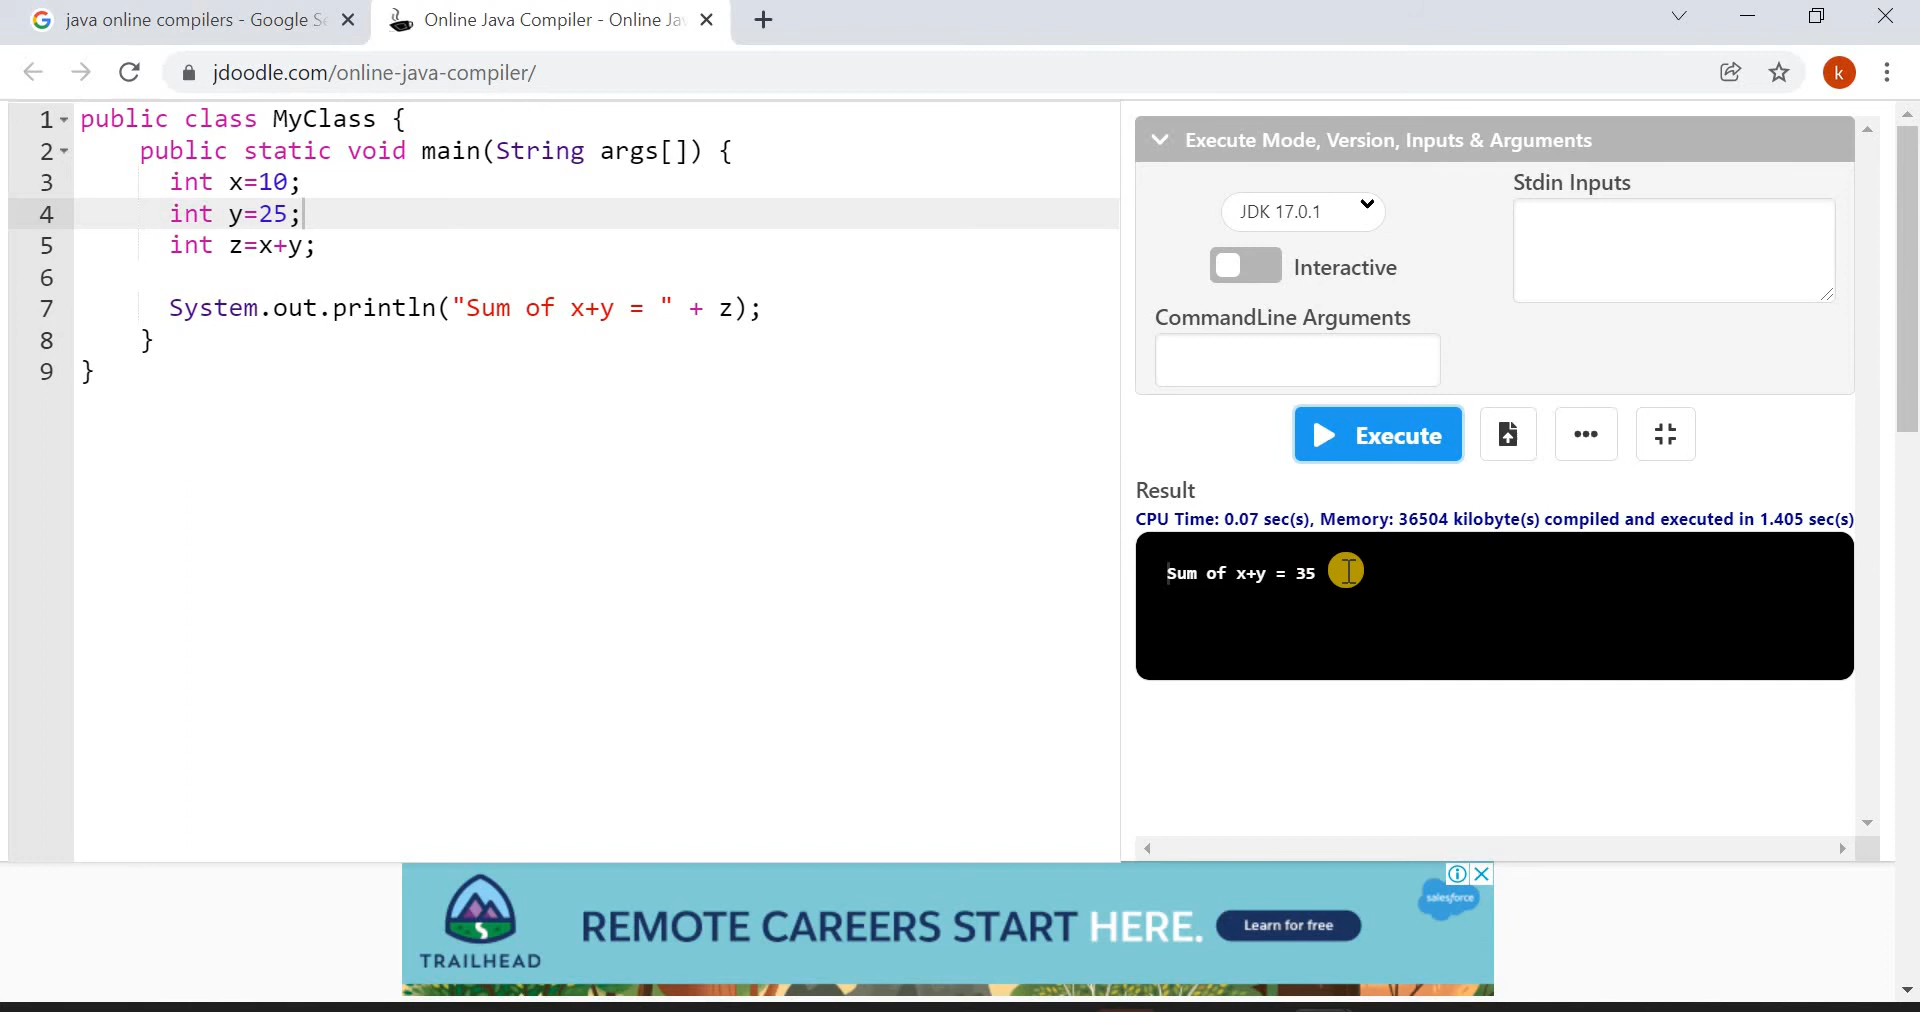 java online compilers - Google Se
Online Java Compiler - Online Jav
jdoodle.com/online-java-compiler/
k
1 public class MyClass {
2 public static void main(String args[]) {
3 int x=10;
4 int y=25;
5 int z=x+y;
6
7 System.out.println("Sum of x+y = " + z);
8 }
9 }
Execute Mode, Version, Inputs & Arguments
JDK 17.0.1
Stdin Inputs
Interactive
CommandLine Arguments
Execute
Result
CPU Time: 0.07 sec(s), Memory: 36504 kilobyte(s) compiled and executed in 1.405 sec(s)
Sum of x+y = 35
TRAILHEAD
REMOTE CAREERS START HERE.
Learn for free
salesforce